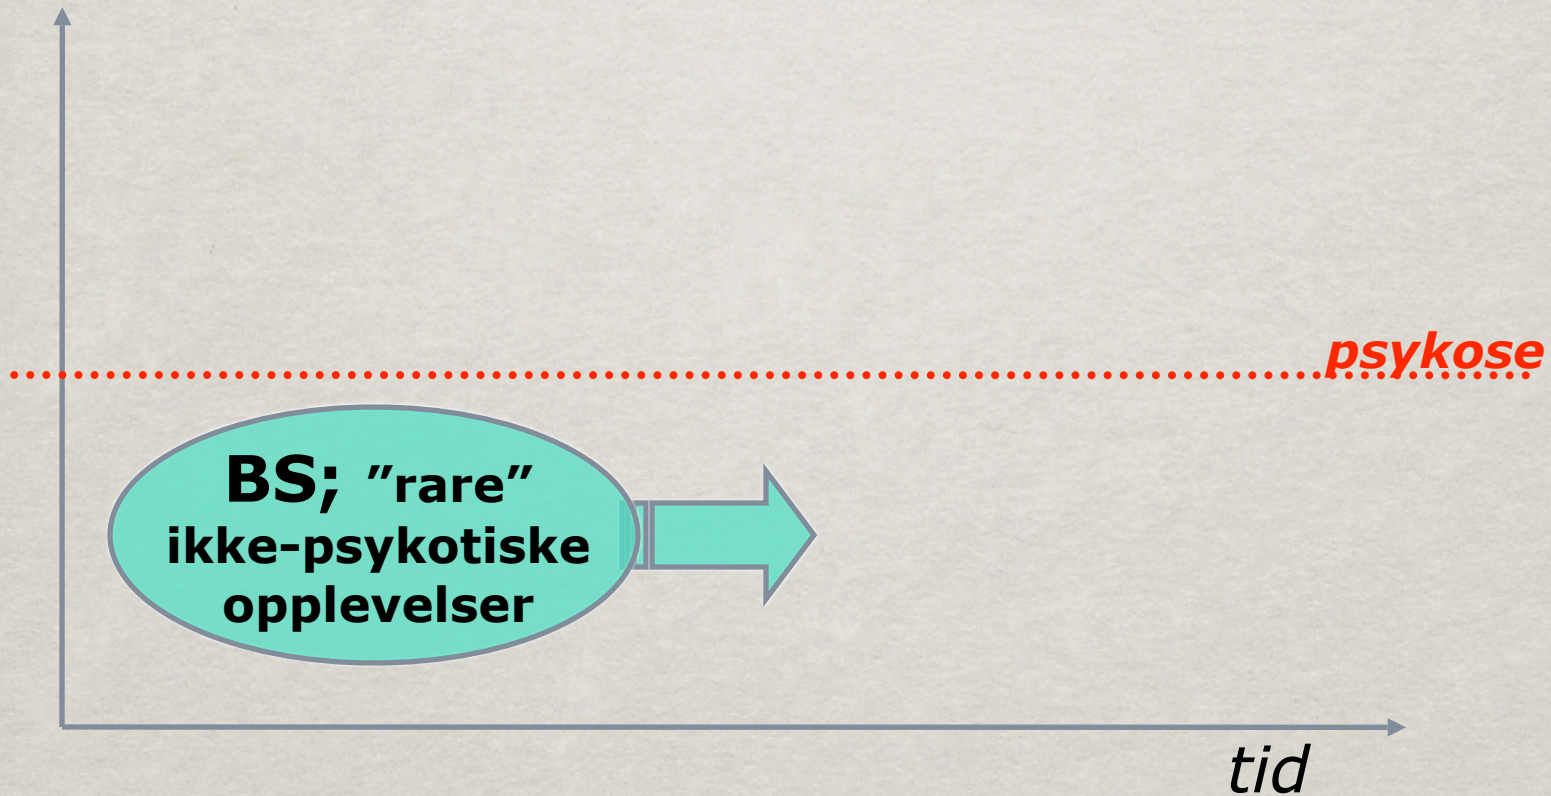 psykose
BS; ”rare”
ikke-psykotiske
opplevelser
tid